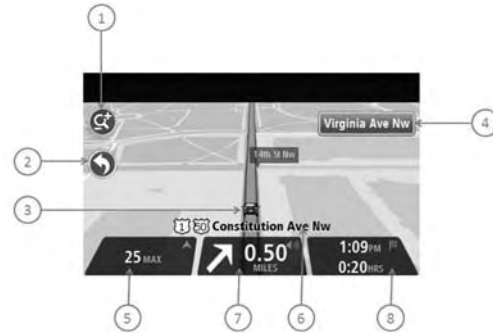 1
2
3
4
5
6
7
8
Virginia Ave Nw
14th St Nw
1 50 Constitution Ave Nw
25 MAX
0.50
MILES
1:09PM
0:20HRS